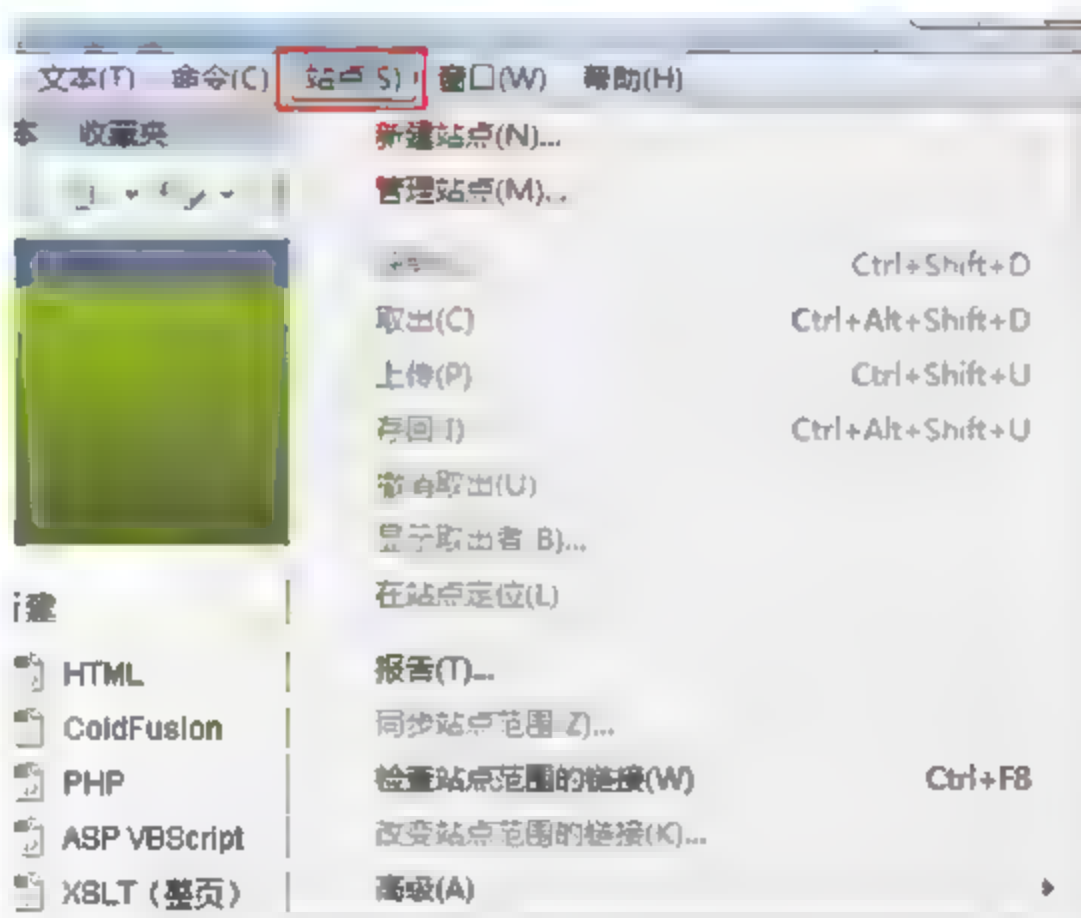 文本(T) 命令(C) 站点(S) 窗口(W) 帮助(H)
本 收藏夹
新建站点(N)...
管理站点(M)...
Ctrl+Shift+D
取出(C) Ctrl+Alt+Shift+D
上传(P) Ctrl+Shift+U
存回(I) Ctrl+Alt+Shift+U
撤消取出(U)
显示取出者(B)...
在站点定位(L)
新建
报告(T)...
HTML
同步站点范围(Z)...
ColdFusion
检查站点范围的链接(W) Ctrl+F8
PHP
改变站点范围的链接(K)...
ASP VBScript
高级(A)
XSLT（整页）